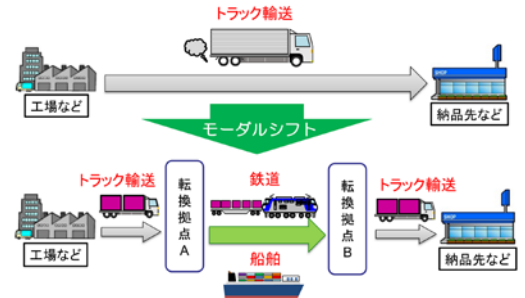 トラック輸送
SHOP
工場など
納品先など
モーダルシフト
トラック輸送
転換拠点A
鉄道
転換拠点B
トラック輸送
SHOP
工場など
船舶
納品先など